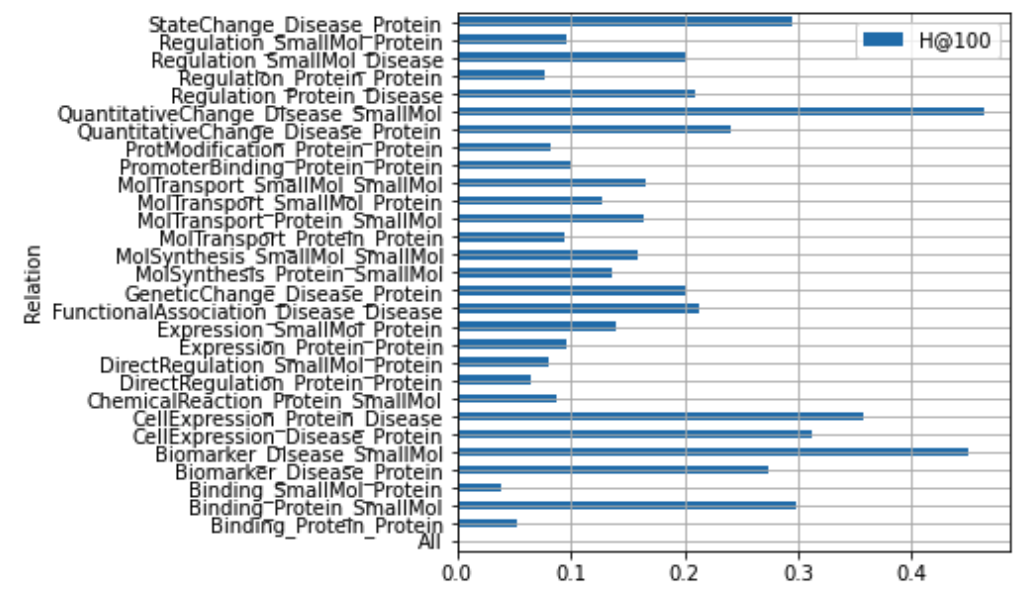 StateChange_Disease_Protein
Regulation_SmallMol_Protein
Regulation_SmallMol_Disease
Regulation_Protein_Protein
Regulation_Protein_Disease
QuantitativeChange_Disease_SmallMol
QuantitativeChange_Disease_Protein
ProtModification_Protein_Protein
PromoterBinding_Protein_Protein
MolTransport_SmallMol_SmallMol
MolTransport_SmallMol_Protein
MolTransport_Protein_SmallMol
MolTransport_Protein_Protein
MolSynthesis_SmallMol_SmallMol
MolSynthesis_Protein_SmallMol
GeneticChange_Disease_Protein
FunctionalAssociation_Disease_Disease
Expression_SmallMol_Protein
Expression_Protein_Protein
DirectRegulation_SmallMol_Protein
DirectRegulation_Protein_Protein
ChemicalReaction_Protein_SmallMol
CellExpression_Protein_Disease
CellExpression_Disease_Protein
Biomarker_Disease_SmallMol
Biomarker_Disease_Protein
Binding_SmallMol_Protein
Binding_Protein_SmallMol
Binding_Protein_Protein
All
Relation
H@100
0.0 0.1 0.2 0.3 0.4